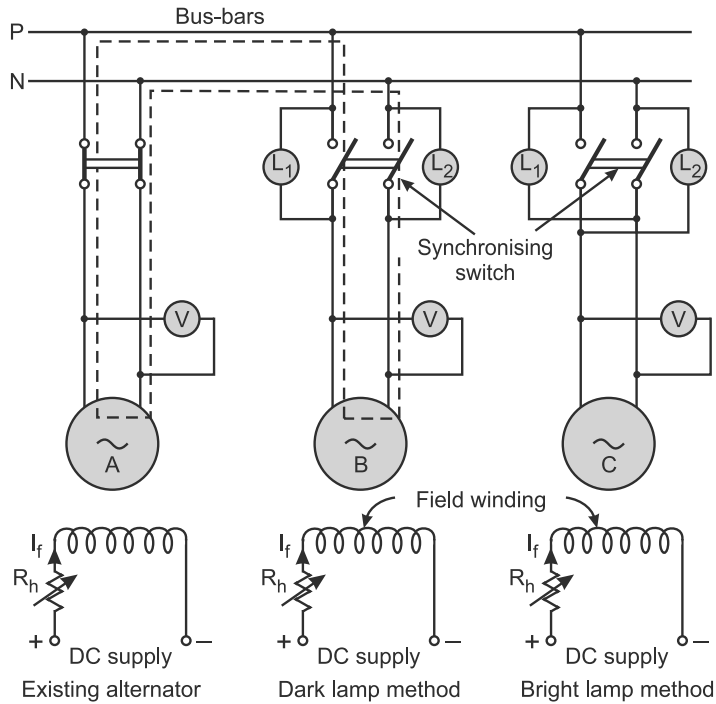 Bus-bars
P
N
L1
L2
L1
L2
Synchronising
switch
V
V
V
A
B
C
Field winding
If
If
If
Rh
Rh
Rh
+
DC supply
–
+
DC supply
–
+
DC supply
–
Existing alternator
Dark lamp method
Bright lamp method